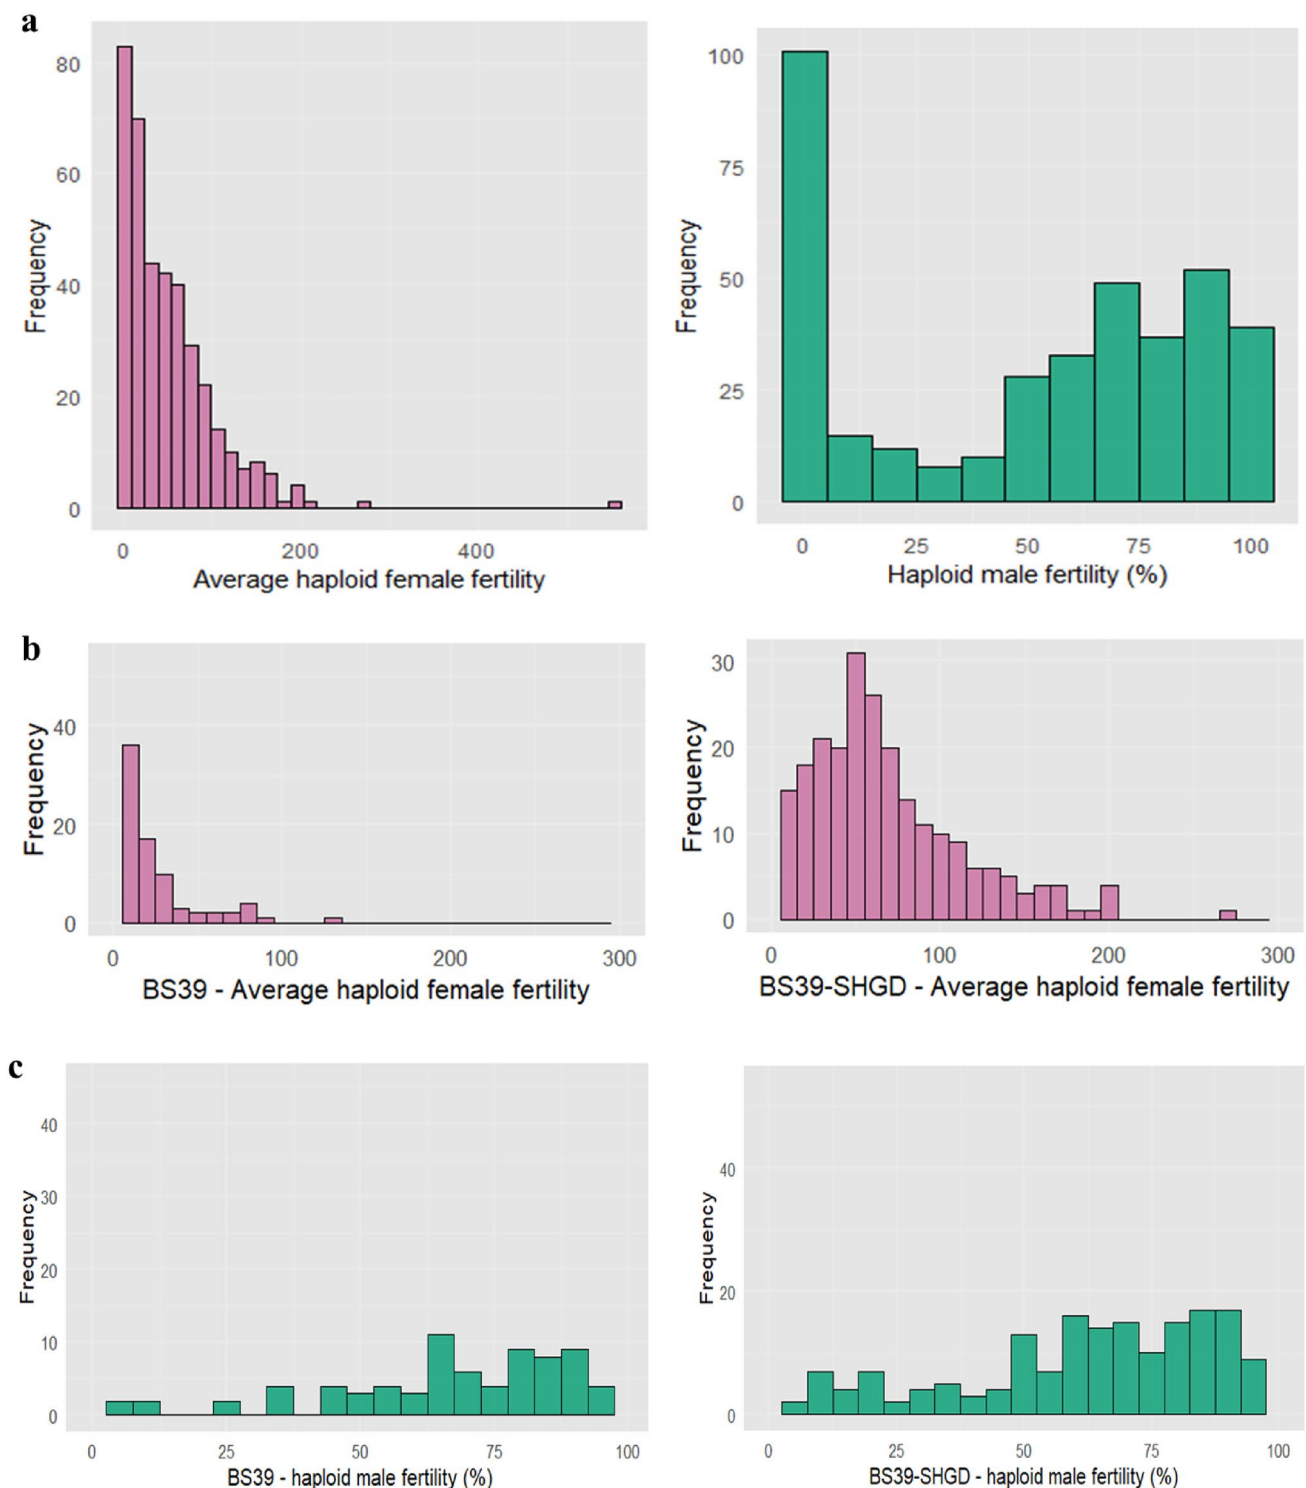 a
Frequency
80
60
40
20
0
0 200 400
Average haploid female fertility
Frequency
100
75
50
25
0
0 25 50 75 100
Haploid male fertility (%)
b
Frequency
40
20
0
0 100 200 300
BS39 - Average haploid female fertility
Frequency
30
20
10
0
0 100 200 300
BS39-SHGD - Average haploid female fertility
c
Frequency
40
30
20
10
0
0 25 50 75 100
BS39 - haploid male fertility (%)
Frequency
40
20
0
0 25 50 75 100
BS39-SHGD - haploid male fertility (%)